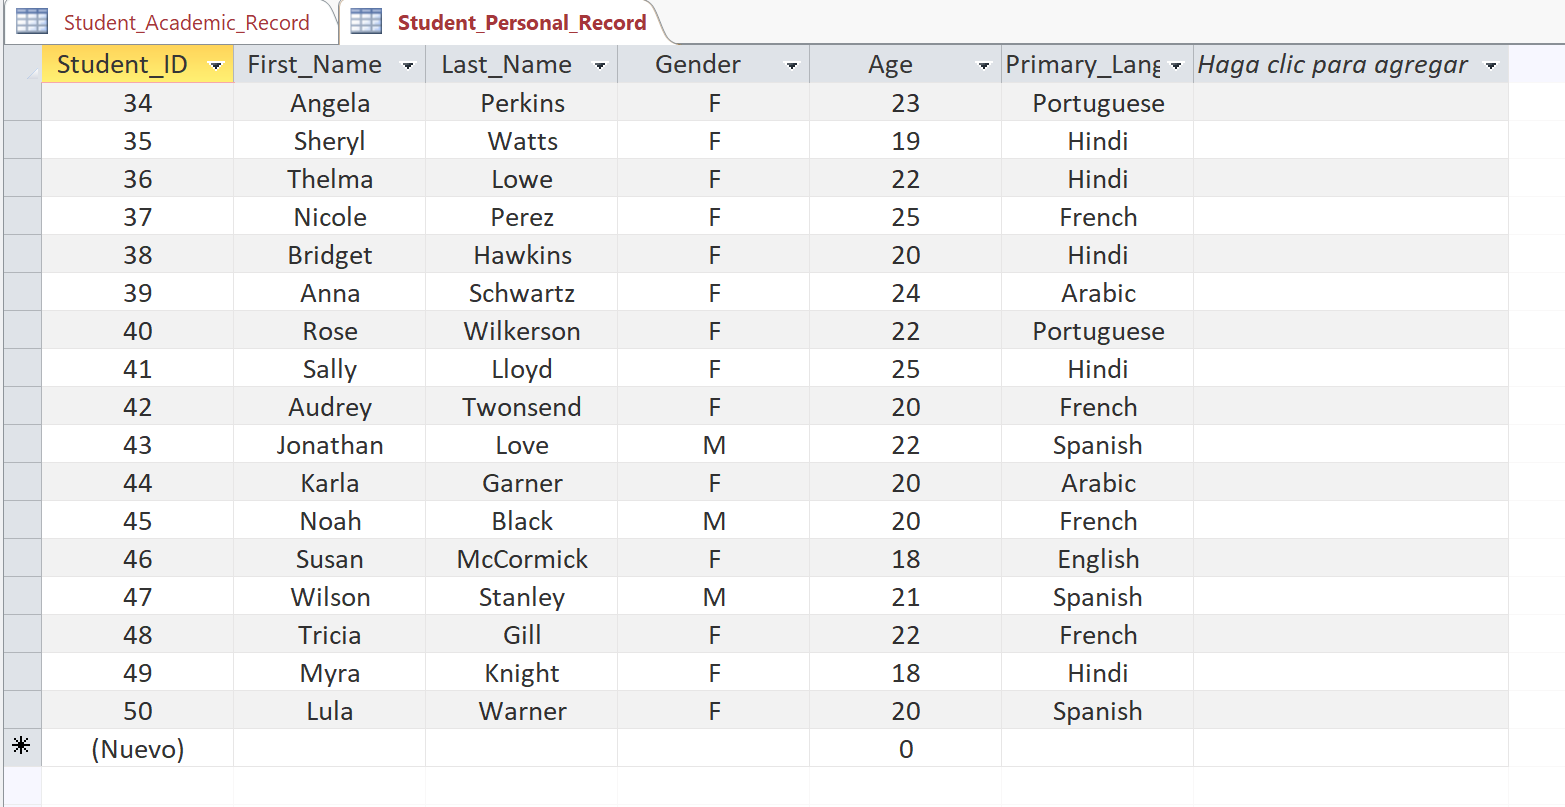 Student_Academic_Record Student_Personal_Record
Student_ID First_Name Last_Name Gender Age Primary_Lang Haga clic para agregar
34 Angela Perkins F 23 Portuguese
35 Sheryl Watts F 19 Hindi
36 Thelma Lowe F 22 Hindi
37 Nicole Perez F 25 French
38 Bridget Hawkins F 20 Hindi
39 Anna Schwartz F 24 Arabic
40 Rose Wilkerson F 22 Portuguese
41 Sally Lloyd F 25 Hindi
42 Audrey Twonsend F 20 French
43 Jonathan Love M 22 Spanish
44 Karla Garner F 20 Arabic
45 Noah Black M 20 French
46 Susan McCormick F 18 English
47 Wilson Stanley M 21 Spanish
48 Tricia Gill F 22 French
49 Myra Knight F 18 Hindi
50 Lula Warner F 20 Spanish
(Nuevo) 0